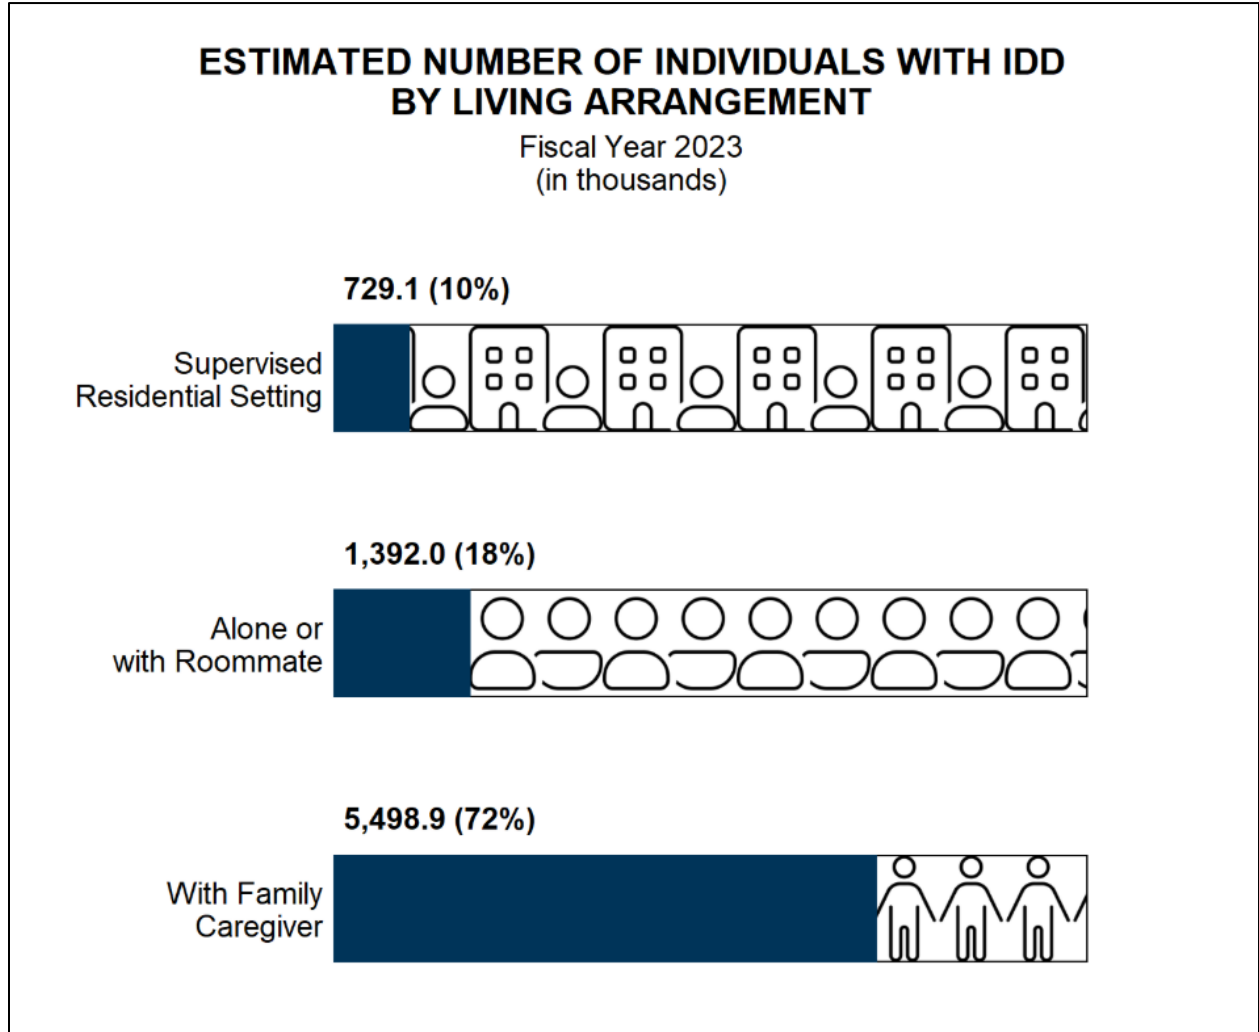 ESTIMATED NUMBER OF INDIVIDUALS WITH IDD
BY LIVING ARRANGEMENT
Fiscal Year 2023
(in thousands)
729.1 (10%)
Supervised
Residential Setting
1,392.0 (18%)
Alone or
with Roommate
5,498.9 (72%)
With Family
Caregiver